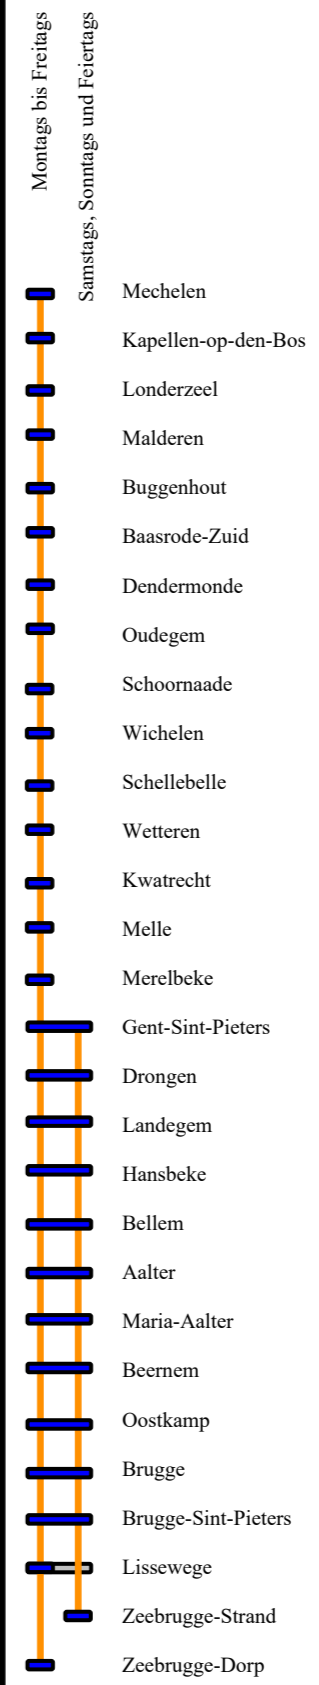 Montags bis Freitags
Samstags, Sonntags und Feiertags
Mechelen
Kapellen-op-den-Bos
Londerzeel
Malderen
Buggenhout
Baasrode-Zuid
Dendermonde
Oudegem
Schoornaade
Wichelen
Schellebelle
Wetteren
Kwatrecht
Melle
Merelbeke
Gent-Sint-Pieters
Drongen
Landegem
Hansbeke
Bellem
Aalter
Maria-Aalter
Beernem
Oostkamp
Brugge
Brugge-Sint-Pieters
Lissewege
Zeebrugge-Strand
Zeebrugge-Dorp